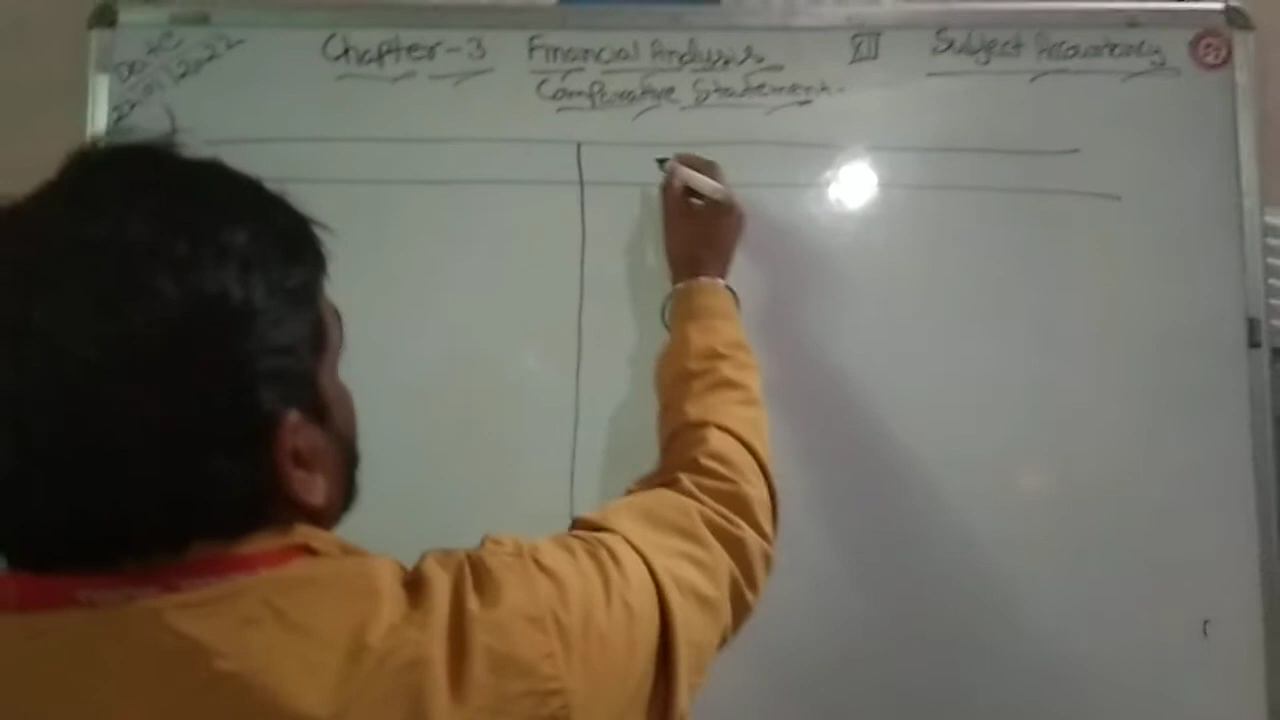 Chapter-3 Financial Analysis XII Subject Accountancy
Comparative Statement.